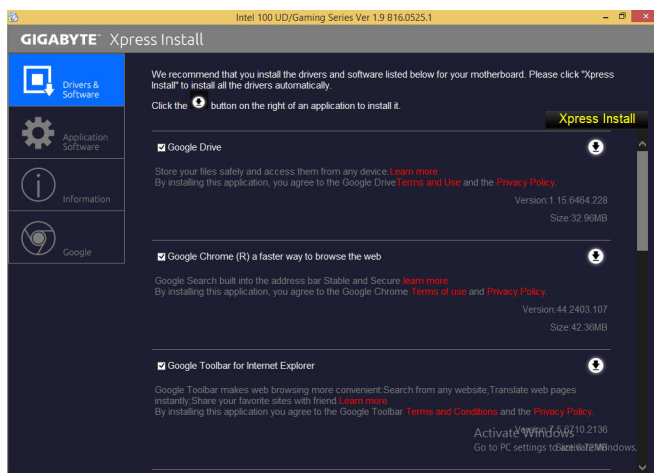 Intel 100 UD/Gaming Series Ver 1.9 B16.0525.1
GIGABYTE™ Xpress Install
Drivers &
Software
Application
Software
Information
Google
We recommend that you install the drivers and software listed below for your motherboard. Please click "Xpress
Install" to install all the drivers automatically.
Click the button on the right of an application to install it.
Xpress Install
Google Drive
Store your files safely and access them from any device.Learn more
By installing this application, you agree to the Google DriveTerms and Use and the Privacy Policy.
Version:1.15.6464.228
Size:32.96MB
Google Chrome (R) a faster way to browse the web
Google Search built into the address bar Stable and Secure learn more
By installing this application, you agree to the Google Chrome Terms of use and Privacy Policy.
Version:44.2403.107
Size:42.36MB
Google Toolbar for Internet Explorer
Google Toolbar makes web browsing more convenient:Search from any website;Translate web pages
instantly;Share your favorite sites with friend.Learn more
By installing this application you agree to the Google Toolbar Terms and Conditions and the Privacy Policy.
Version:7.5.6710.2136
Activate Windows
Go to PC settings to activate Windows.